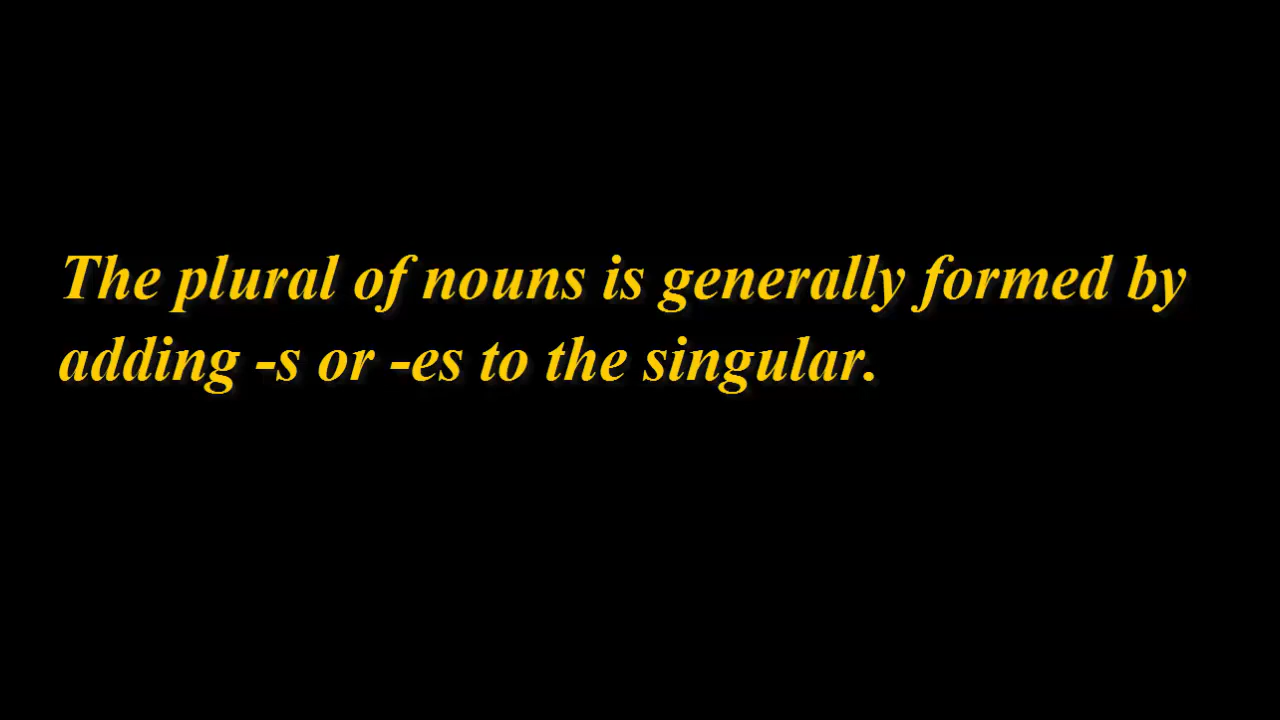 The plural of nouns is generally formed by
adding -s or -es to the singular.